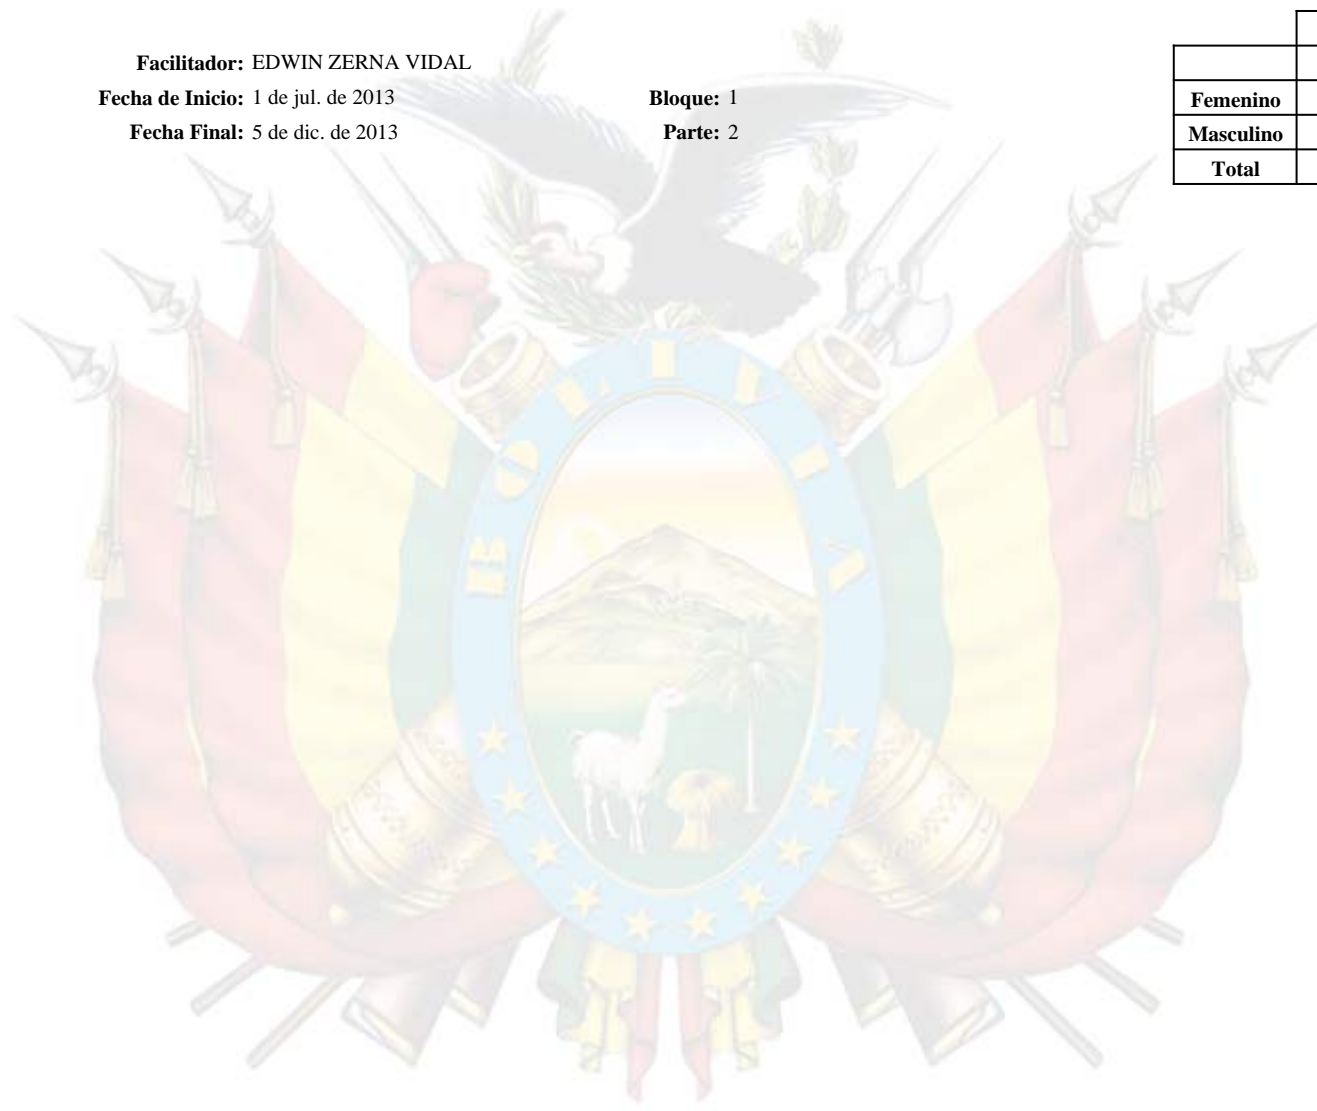 Facilitador: EDWIN ZERNA VIDAL
Fecha de Inicio: 1 de jul. de 2013 Bloque: 1
Fecha Final: 5 de dic. de 2013 Parte: 2
Femenino
Masculino
Total
BOLIVIA